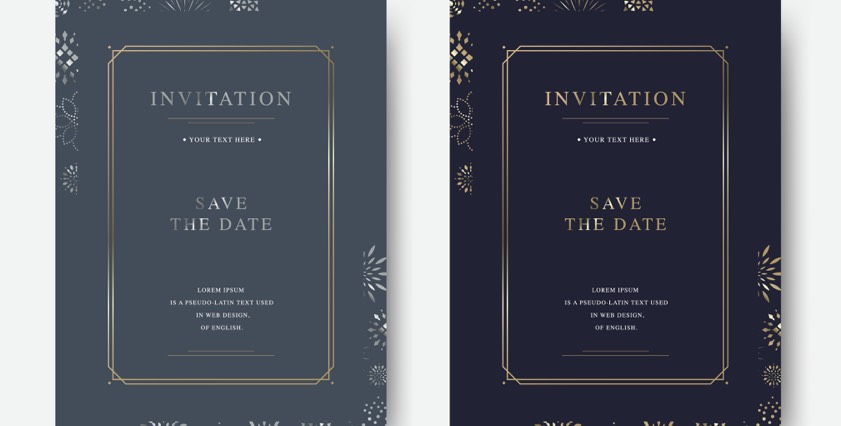 INVITATION
• YOUR TEXT HERE •
SAVE
THE DATE
LOREM IPSUM
IS A PSEUDO-LATIN TEXT USED
IN WEB DESIGN,
OF ENGLISH.
INVITATION
• YOUR TEXT HERE •
SAVE
THE DATE
LOREM IPSUM
IS A PSEUDO-LATIN TEXT USED
IN WEB DESIGN,
OF ENGLISH.